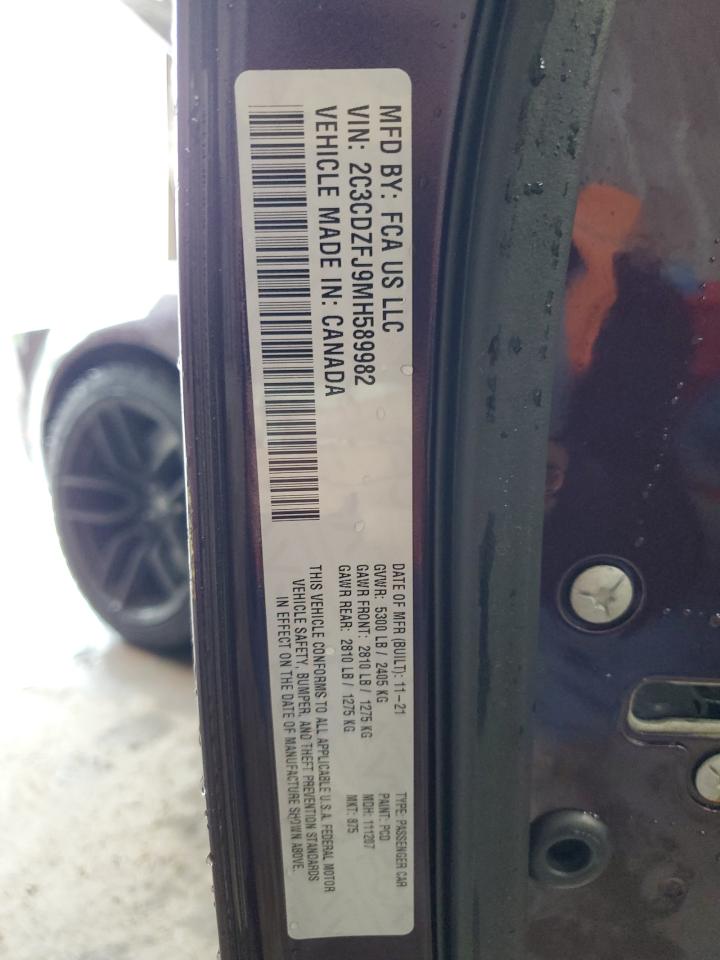 MFD BY: FCA US LLC
VIN: 2C3CDZFJ9MH589982
VEHICLE MADE IN: CANADA
DATE OF MFR (BUILT): 11-21
GVWR: 5300 LB / 2405 KG
GAWR FRONT: 2810 LB / 1275 KG
GAWR REAR: 2810 LB / 1275 KG
TYPE: PASSENGER CAR
PAINT: PCD
MDH: 111207
MKT: 875
THIS VEHICLE CONFORMS TO ALL APPLICABLE U.S.A. FEDERAL MOTOR
VEHICLE SAFETY, BUMPER, AND THEFT PREVENTION STANDARDS
IN EFFECT ON THE DATE OF MANUFACTURE SHOWN ABOVE.